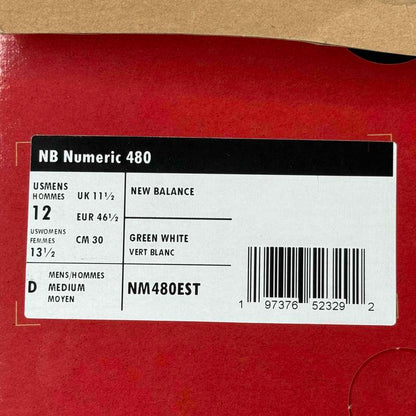 NB Numeric 480
USMENS
HOMMES
12
UK 11½
EUR 46½
NEW BALANCE
USWOMENS
FEMMES
13½
CM 30
GREEN WHITE
VERT BLANC
D
MENS/HOMMES
MEDIUM
MOYEN
NM480EST
1 97376 52329 2